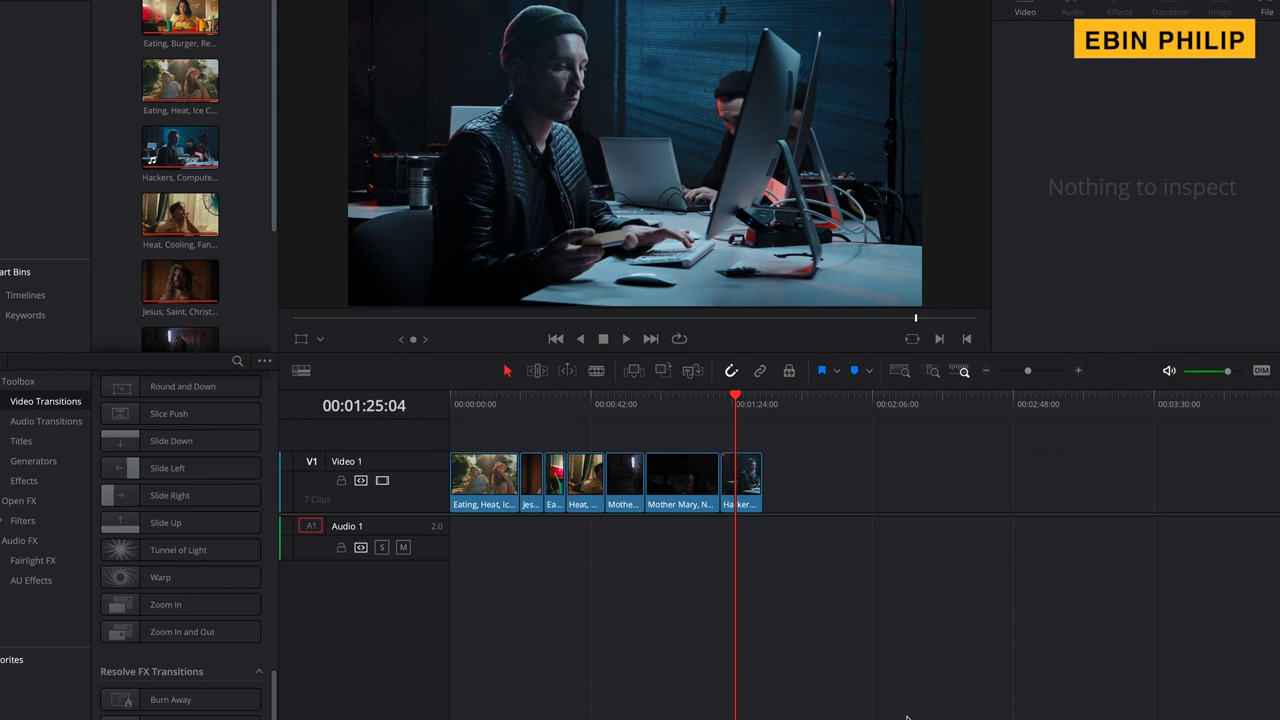 Eating, Burger, Re...
Eating, Heat, Ice C...
Hackers, Compute...
Heat, Cooling, Fan...
Jesus, Saint, Christ...
art Bins
Timelines
Keywords
Video
Audio
Effects
Transition
Image
File
EBIN PHILIP
Nothing to inspect
Toolbox
Video Transitions
Audio Transitions
Titles
Generators
Effects
Open FX
Filters
Audio FX
Fairlight FX
AU Effects
orites
Round and Down
Slice Push
Slide Down
Slide Left
Slide Right
Slide Up
Tunnel of Light
Warp
Zoom In
Zoom In and Out
Resolve FX Transitions
Burn Away
DIM
00:01:25:04
00:00:00:00
00:00:42:00
00:01:24:00
00:02:06:00
00:02:48:00
00:03:30:00
V1 Video 1
7 Clips
Eating, Heat, Ic...
Jes...
Ea...
Heat, ...
Mothe...
Mother Mary, N...
Hacker...
A1 Audio 1 2.0
S M